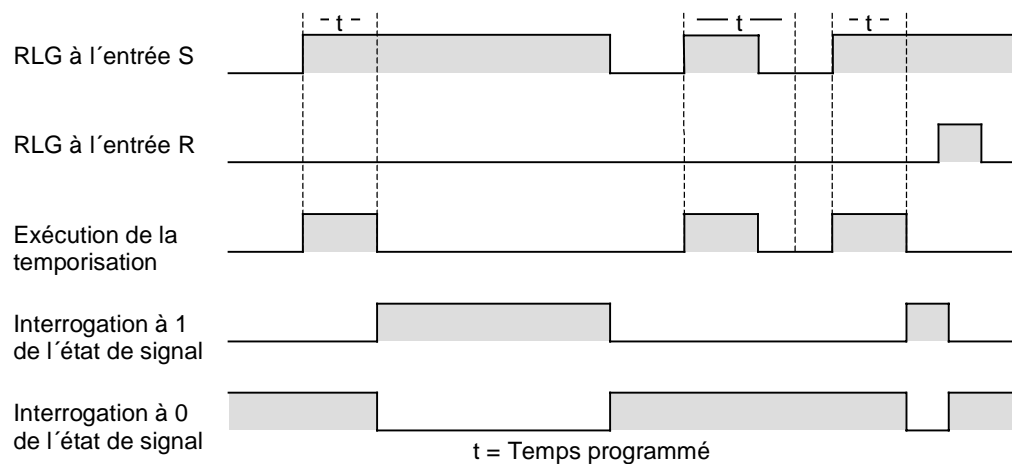 t
t
t
RLG à l´entrée S
RLG à l´entrée R
Exécution de la
temporisation
Interrogation à 1
de l´état de signal
Interrogation à 0
de l´état de signal
t = Temps programmé